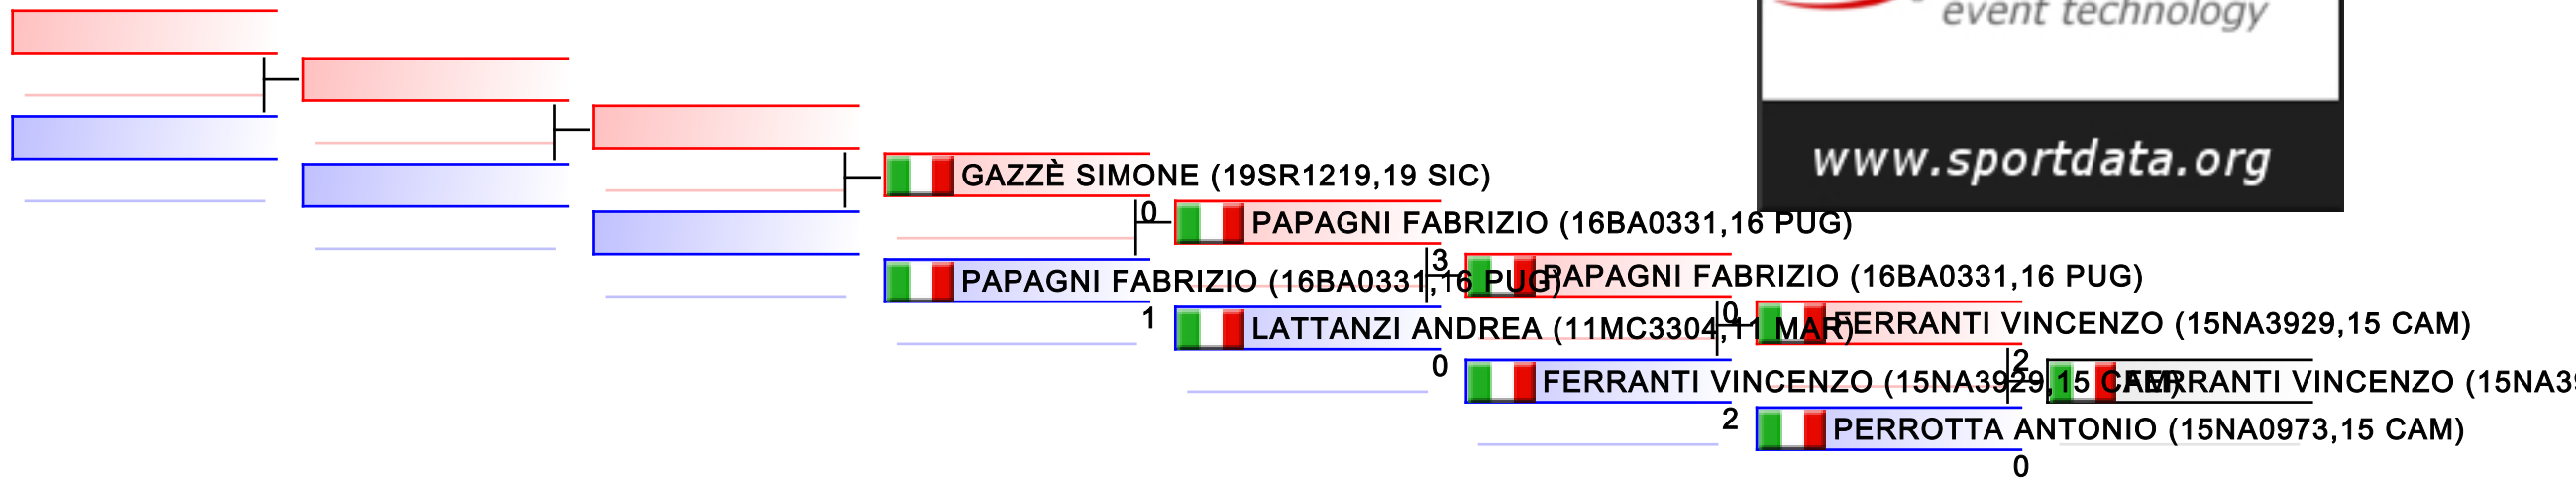 event technology
www.sportdata.org
GAZZÈ SIMONE (19SR1219,19 SIC)
0
PAPAGNI FABRIZIO (16BA0331,16 PUG)
PAPAGNI FABRIZIO (16BA0331,16 PUG)
1
3
PAPAGNI FABRIZIO (16BA0331,16 PUG)
LATTANZI ANDREA (11MC3304,11 MAR)
0
0
FERRANTI VINCENZO (15NA3929,15 CAM)
FERRANTI VINCENZO (15NA3929,15 CAM)
2
2
FERRANTI VINCENZO (15NA39
PERROTTA ANTONIO (15NA0973,15 CAM)
0